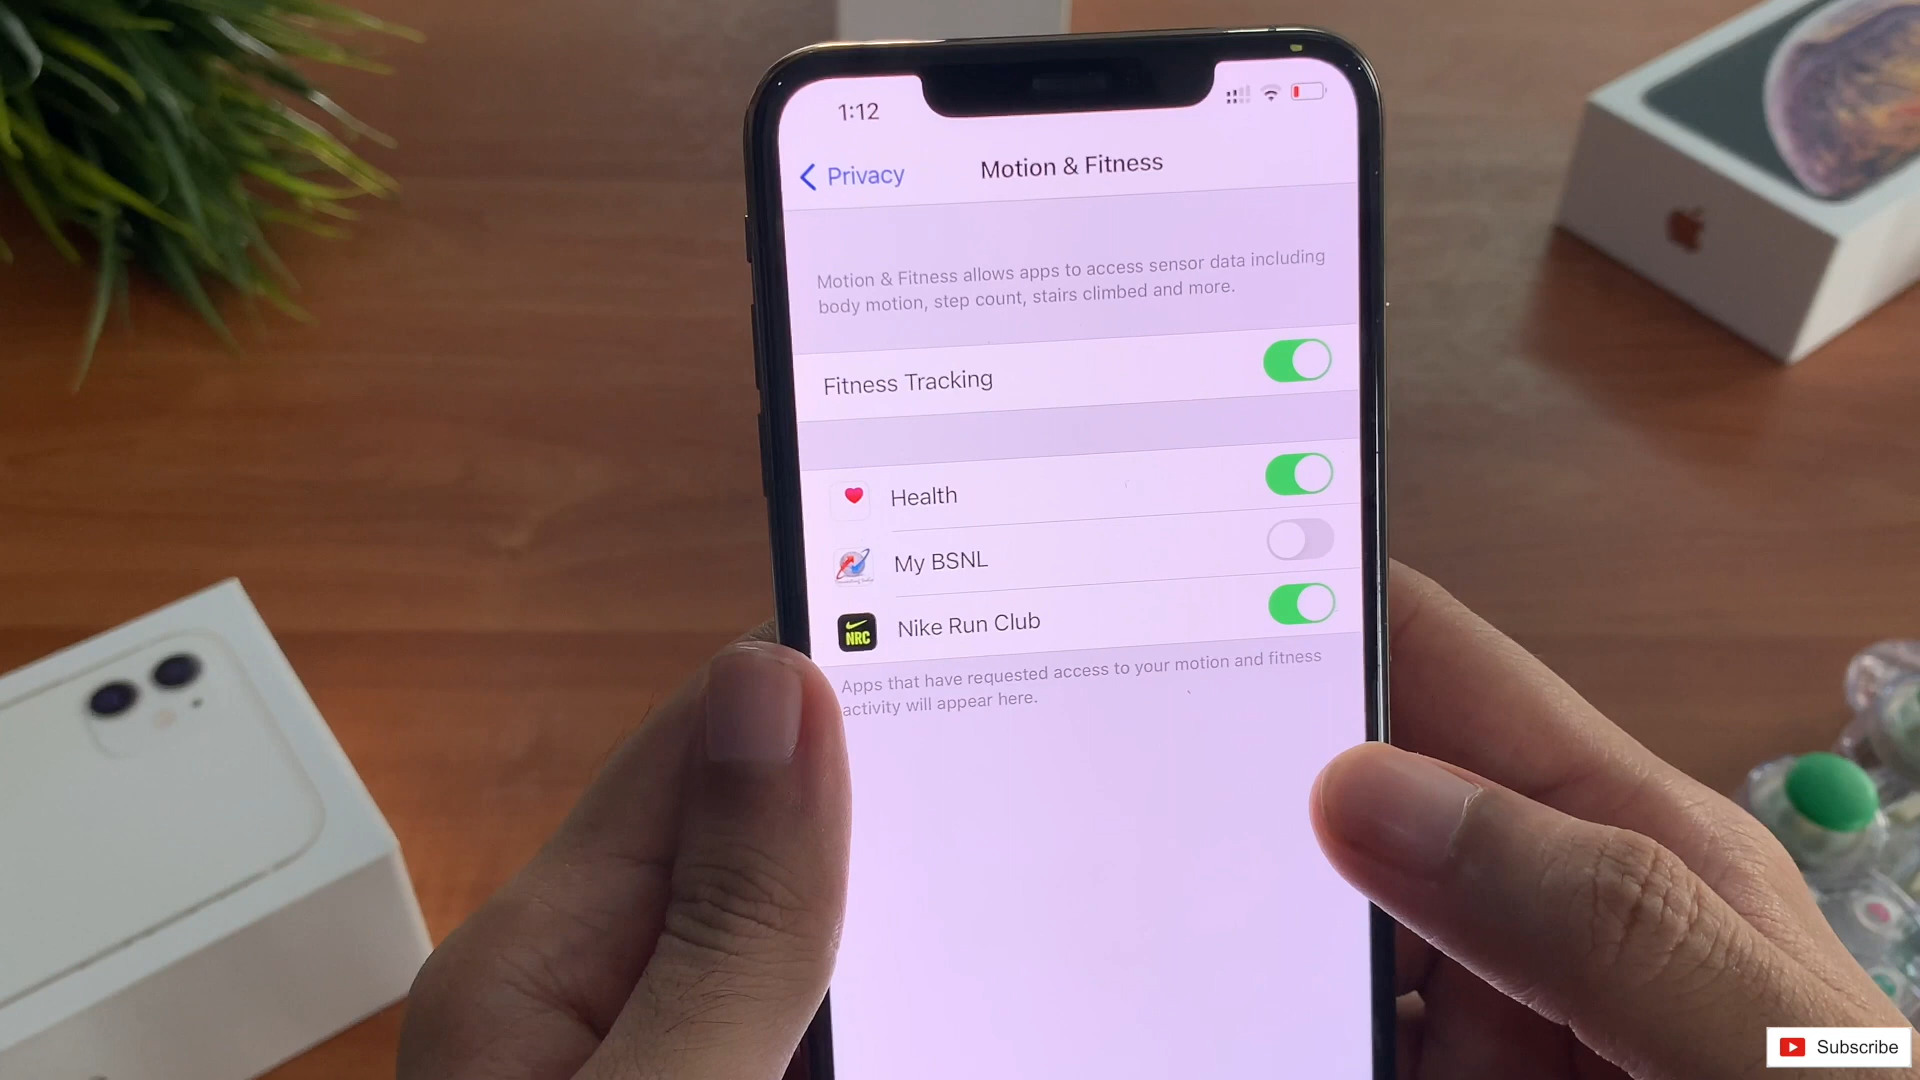 1:12
Privacy
Motion & Fitness
Motion & Fitness allows apps to access sensor data including
body motion, step count, stairs climbed and more.
Fitness Tracking
Health
My BSNL
NRC
Nike Run Club
Apps that have requested access to your motion and fitness
activity will appear here.
Subscribe